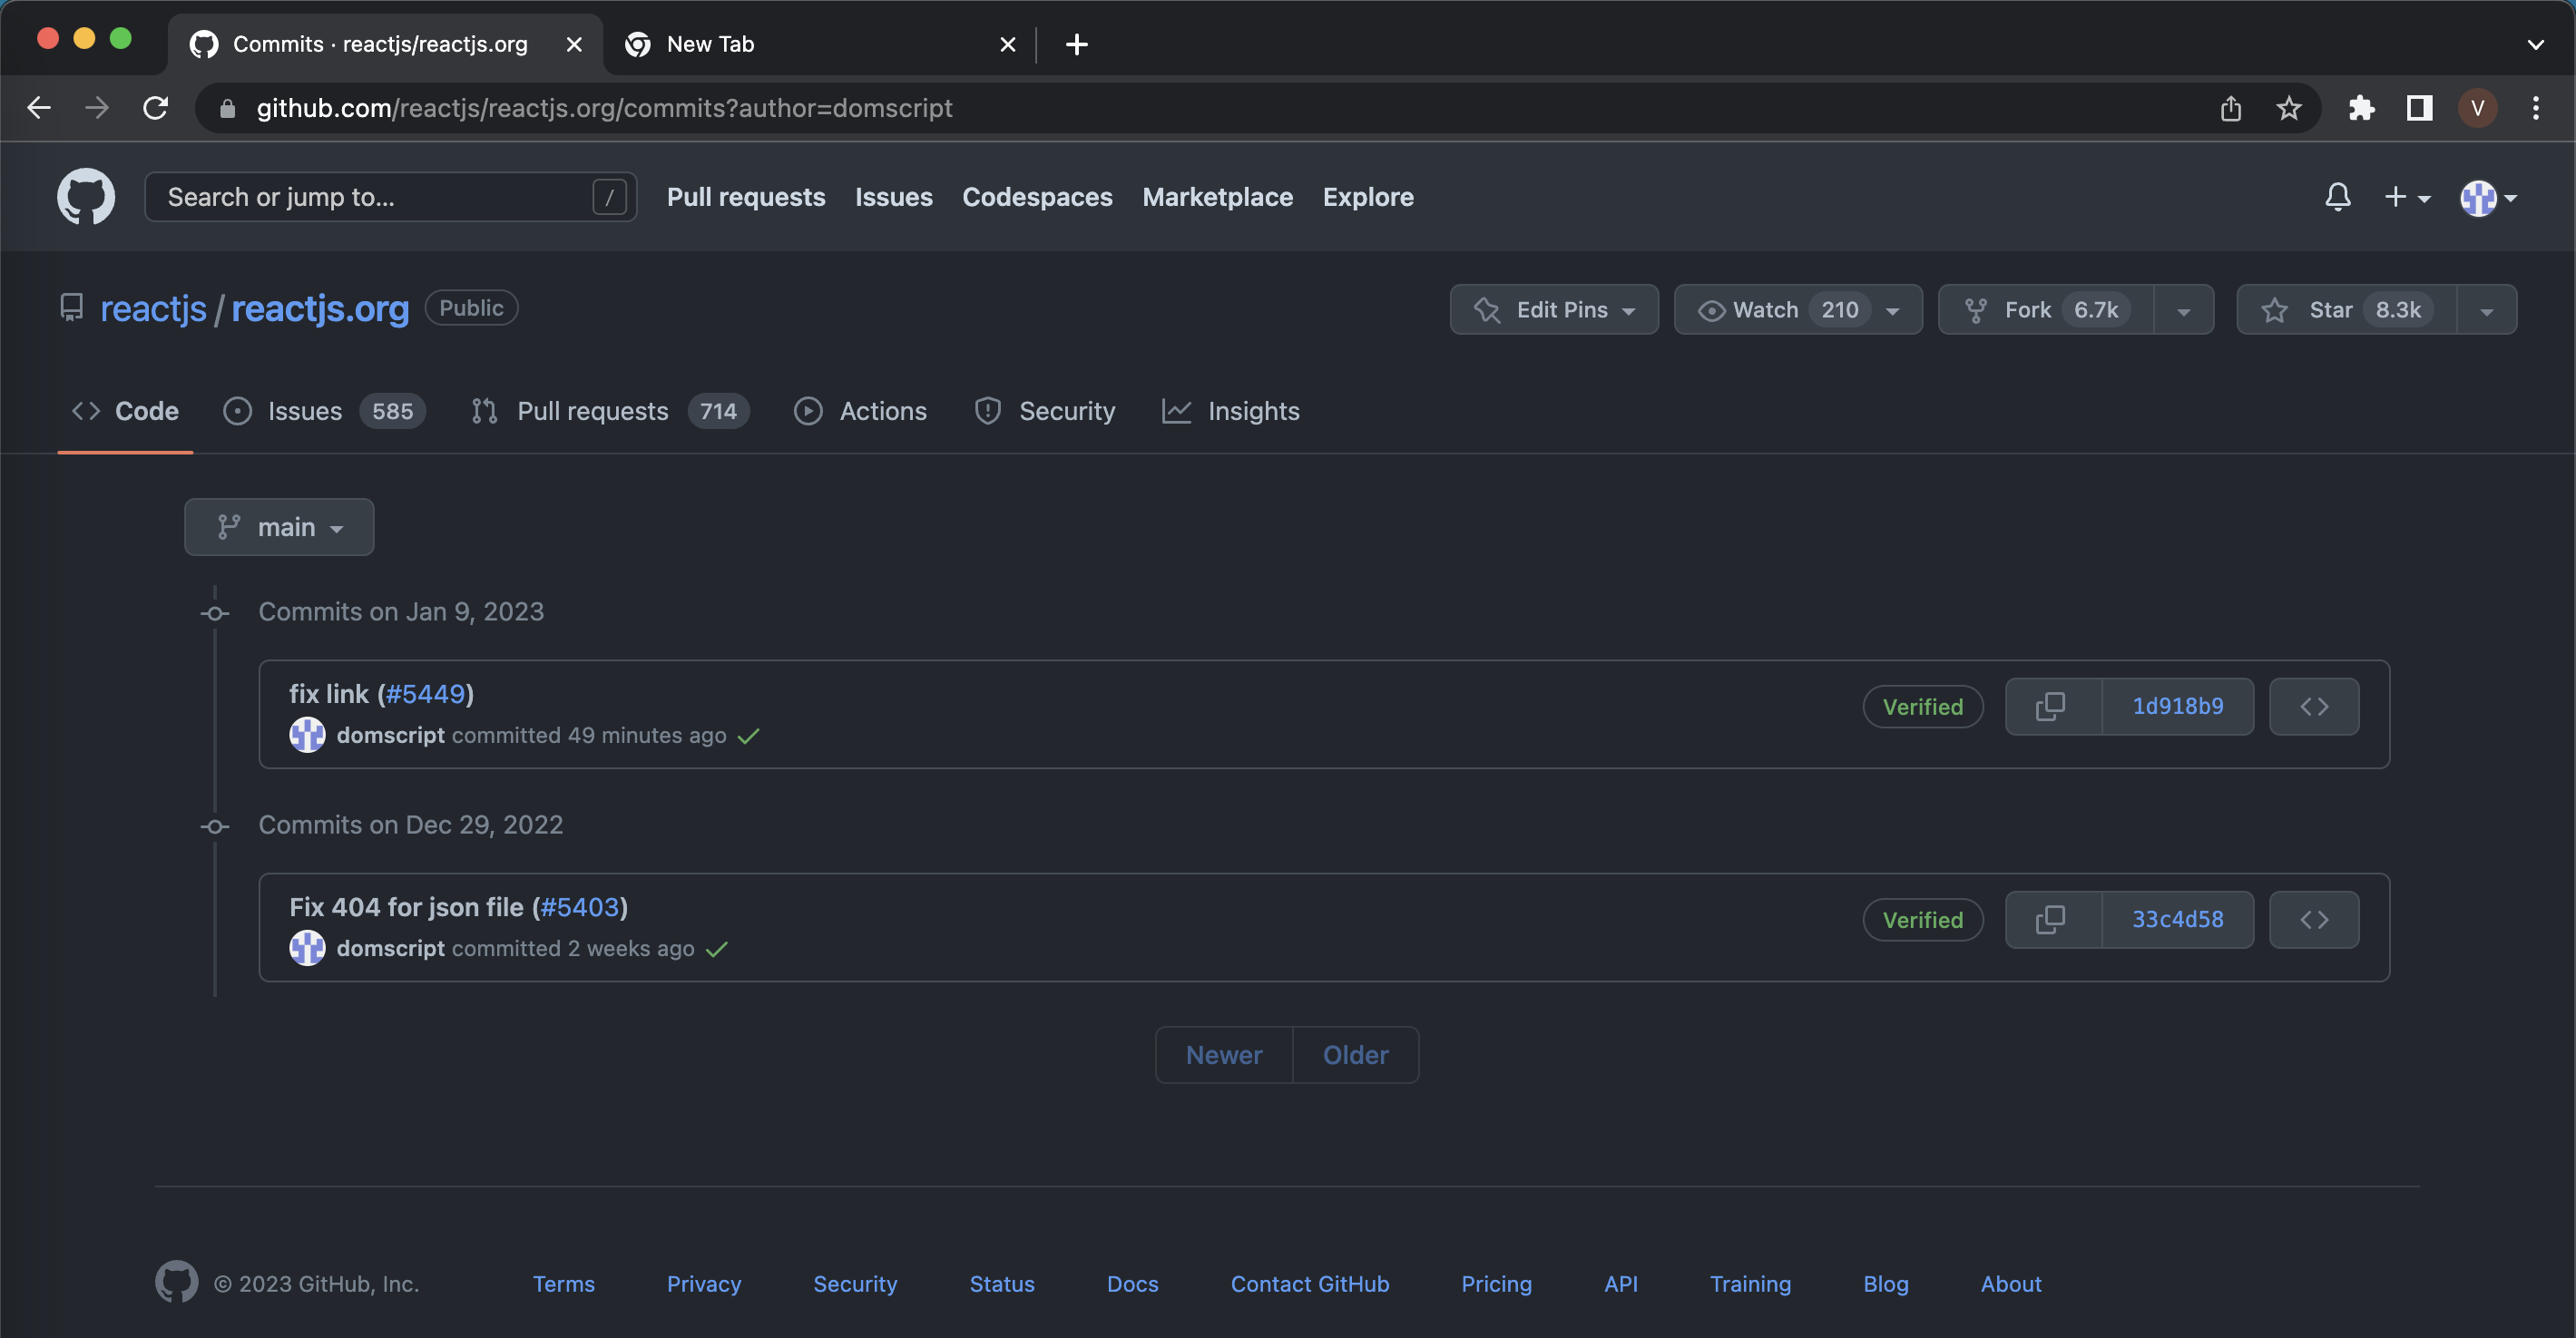 Commits · reactjs/reactjs.org
New Tab
github.com/reactjs/reactjs.org/commits?author=domscript
V
Search or jump to... /
Pull requests Issues Codespaces Marketplace Explore
reactjs / reactjs.org Public
Edit Pins Watch 210 Fork 6.7k Star 8.3k
Code Issues 585 Pull requests 714 Actions Security Insights
main
Commits on Jan 9, 2023
fix link (#5449)
domscript committed 49 minutes ago
Verified 1d918b9
Commits on Dec 29, 2022
Fix 404 for json file (#5403)
domscript committed 2 weeks ago
Verified 33c4d58
Newer Older
© 2023 GitHub, Inc. Terms Privacy Security Status Docs Contact GitHub Pricing API Training Blog About